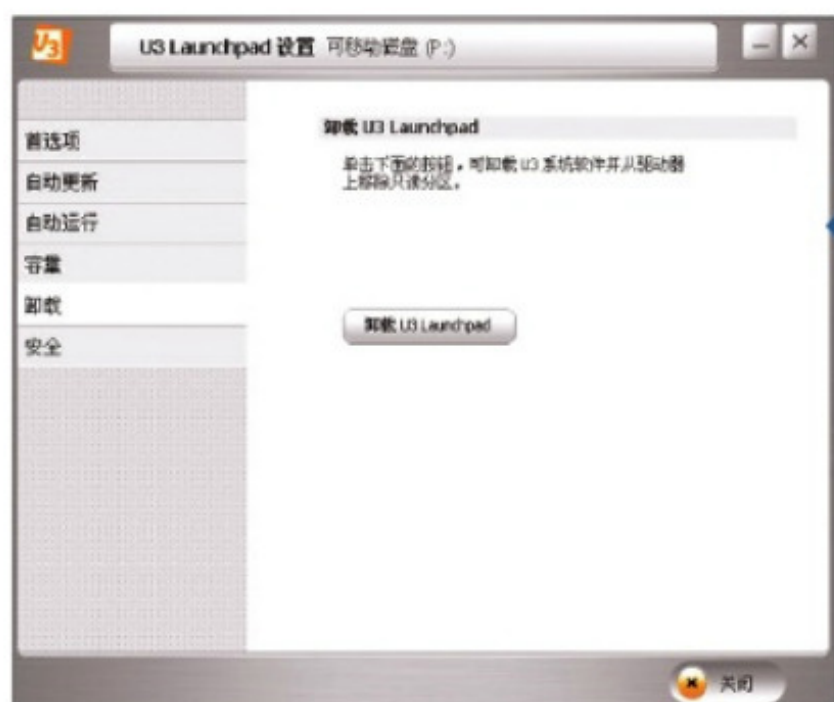 U3
U3 Launchpad 设置 可移动磁盘 (P:)
首选项
自动更新
自动运行
容量
卸载
安全
卸载 U3 Launchpad
单击下面的按钮，可卸载 U3 系统软件并从驱动器
上移除只读分区。
卸载 U3 Launchpad
关闭